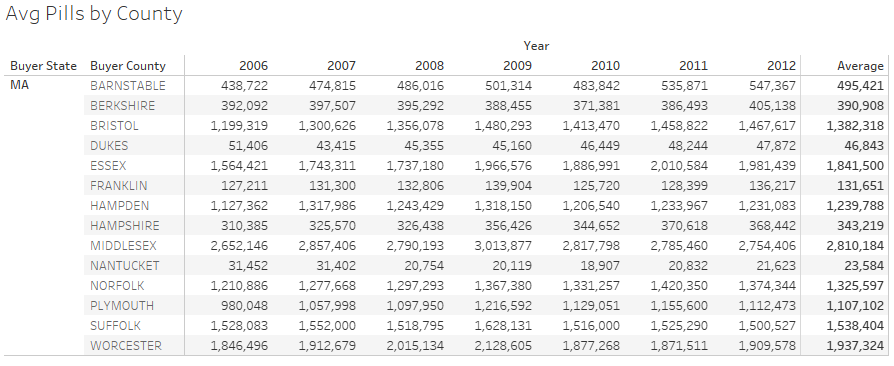 Avg Pills by County
Year
Buyer State Buyer County 2006 2007 2008 2009 2010 2011 2012 Average
MA BARNSTABLE 438,722 474,815 486,016 501,314 483,842 535,871 547,367 495,421
BERKSHIRE 392,092 397,507 395,292 388,455 371,381 386,493 405,138 390,908
BRISTOL 1,199,319 1,300,626 1,356,078 1,480,293 1,413,470 1,458,822 1,467,617 1,382,318
DUKES 51,406 43,415 45,355 45,160 46,449 48,244 47,872 46,843
ESSEX 1,564,421 1,743,311 1,737,180 1,966,576 1,886,991 2,010,584 1,981,439 1,841,500
FRANKLIN 127,211 131,300 132,806 139,904 125,720 128,399 136,217 131,651
HAMPDEN 1,127,362 1,317,986 1,243,429 1,318,150 1,206,540 1,233,967 1,231,083 1,239,788
HAMPSHIRE 310,385 325,570 326,438 356,426 344,652 370,618 368,442 343,219
MIDDLESEX 2,652,146 2,857,406 2,790,193 3,013,877 2,817,798 2,785,460 2,754,406 2,810,184
NANTUCKET 31,452 31,402 20,754 20,119 18,907 20,832 21,623 23,584
NORFOLK 1,210,886 1,277,668 1,297,293 1,367,380 1,331,257 1,420,350 1,374,344 1,325,597
PLYMOUTH 980,048 1,057,998 1,097,950 1,216,592 1,129,051 1,155,600 1,112,473 1,107,102
SUFFOLK 1,528,083 1,552,000 1,518,795 1,628,131 1,516,000 1,525,290 1,500,527 1,538,404
WORCESTER 1,846,496 1,912,679 2,015,134 2,128,605 1,877,268 1,871,511 1,909,578 1,937,324